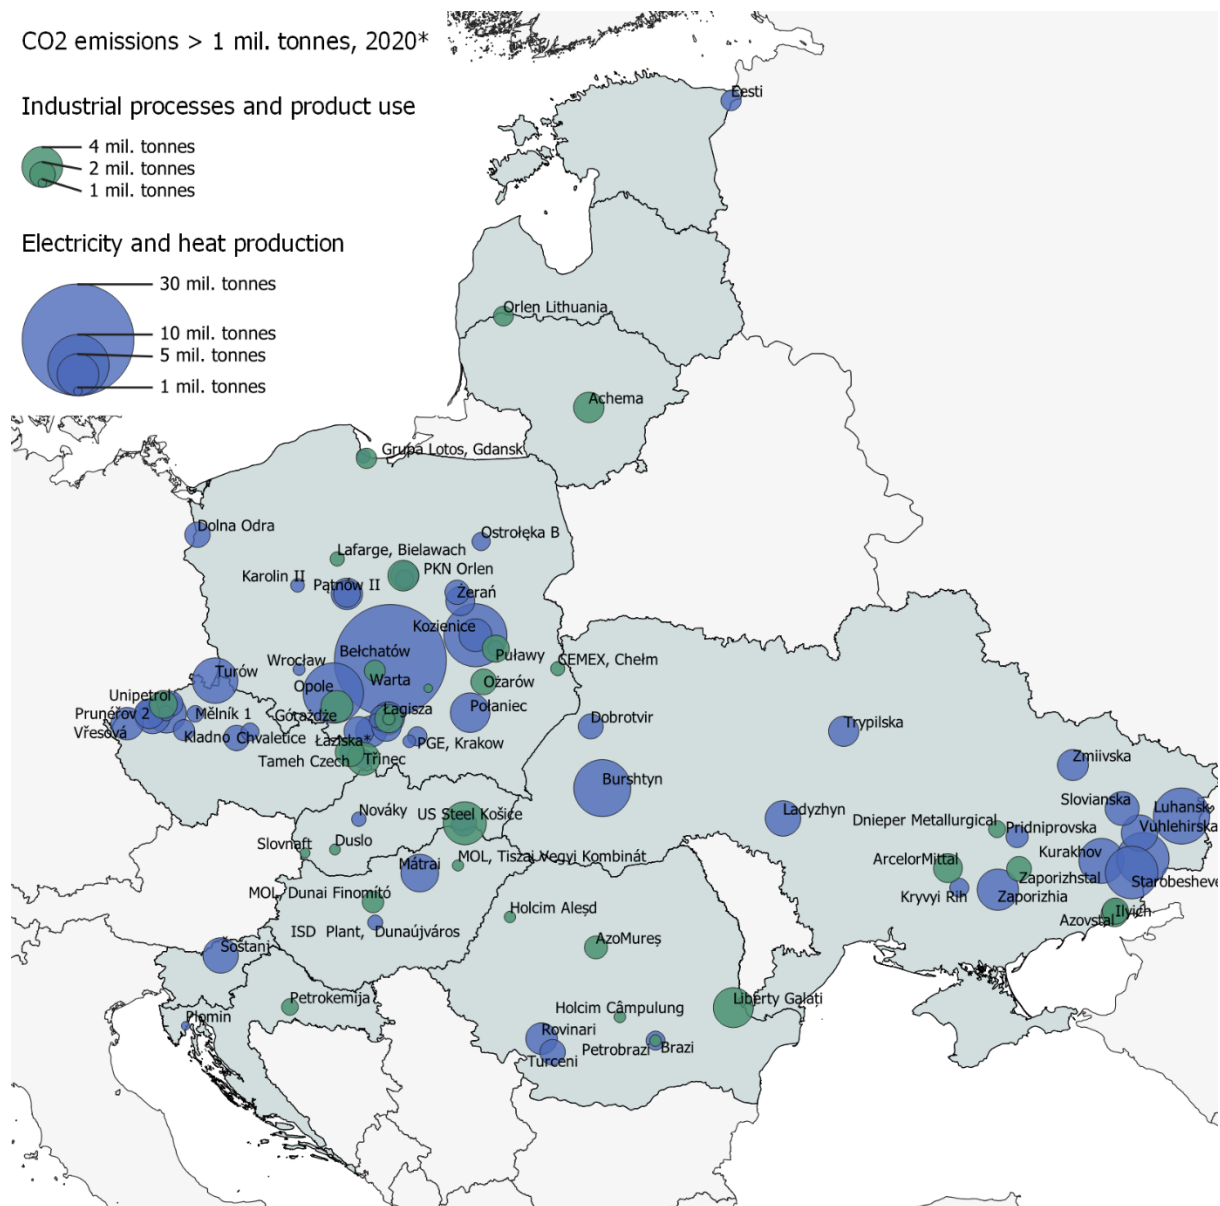 CO2 emissions > 1 mil. tonnes, 2020*
Industrial processes and product use
4 mil. tonnes
2 mil. tonnes
1 mil. tonnes
Electricity and heat production
30 mil. tonnes
10 mil. tonnes
5 mil. tonnes
1 mil. tonnes
Eesti
Orlen Lithuania
Achema
Grupa Lotos, Gdansk
Dolna Odra
Ostrołęka B
Lafarge, Bielawach
PKN Orlen
Karolin II
Pątnów II
Żerań
Kozienice
Bełchatów
Puławy
CEMEX, Chełm
Wrocław
Turów
Warta
Opole
Ożarów
Unipetrol
Prunéřov 2
Mělník 1
Górażdże
Łagisza
Połaniec
Dobrotvir
Trypilska
Vřesová
Kladno
Chvaletice
Łaziska*
PGE, Krakow
Tameh Czech
Třinec
Zmiivska
Burshtyn
Nováky
US Steel Košice
Ladyzhyn
Slovianska
Luhansk
Dnieper Metallurgical
Pridniprovska
Vuhlehirska
Slovnaft
Duslo
MOL, Tiszai Vegyi Kombinát
Mátrai
ArcelorMittal
Kurakhov
Zaporizhstal
Starobesheve
MOL, Dunai Finomító
Kryvyi Rih
Zaporizhia
Holcim Aleşd
Azovstal
Ilyich
ISD Plant, Dunaújváros
Šoštanj
AzoMureş
Petrokemija
Liberty Galați
Plomin
Holcim Câmpulung
Rovinari
Petrobrazi
Brazi
Turceni